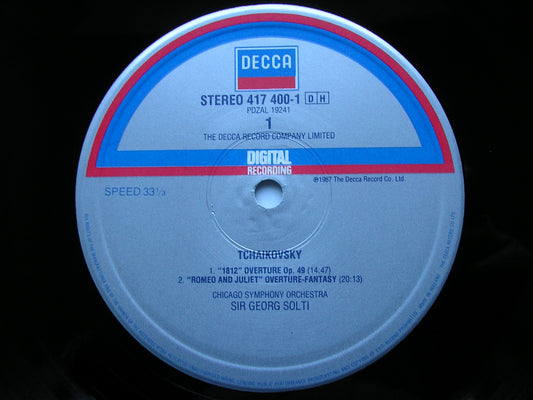 DECCA
STEREO 417 400-1 DH
PDZAL 19241
1
THE DECCA RECORD COMPANY LIMITED
DIGITAL
RECORDING
SPEED 33⅓
℗1987 The Decca Record Co. Ltd.
TCHAIKOVSKY
1. "1812" OVERTURE Op. 49 (14:47)
2. "ROMEO AND JULIET" OVERTURE-FANTASY (20:13)
CHICAGO SYMPHONY ORCHESTRA
SIR GEORG SOLTI